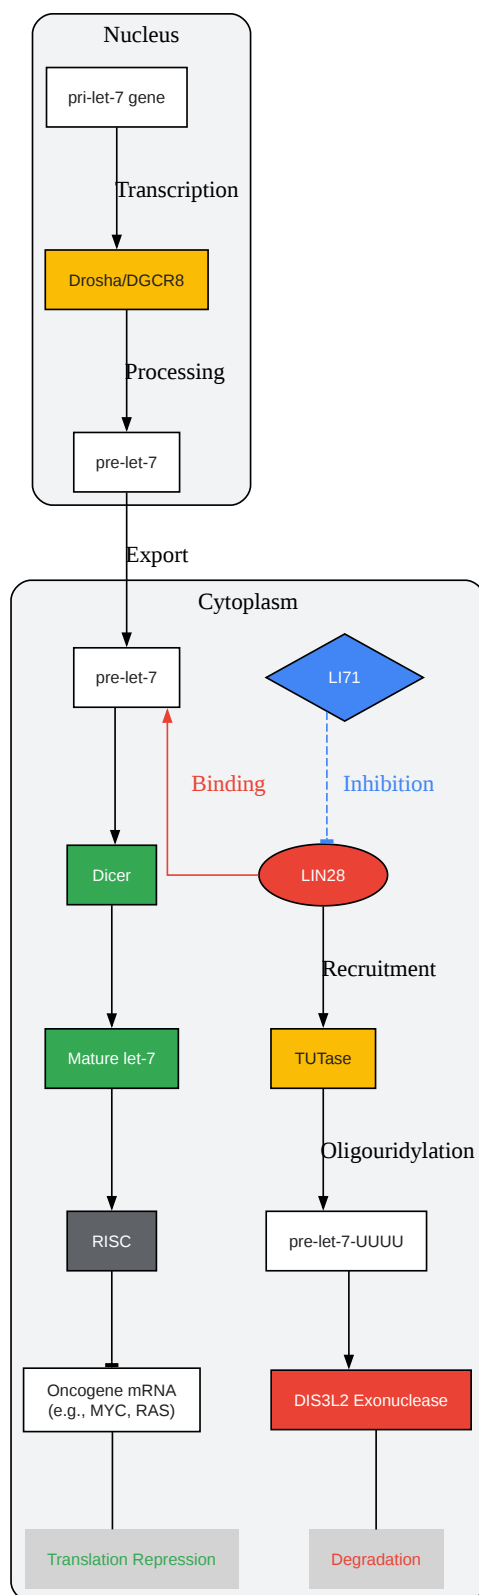 Nucleus
pri-let-7 gene
Transcription
Drosha/DGCR8
Processing
pre-let-7
Export
Cytoplasm
pre-let-7
LI71
Binding
Inhibition
Dicer
LIN28
Recruitment
Mature let-7
TUTase
Oligouridylation
RISC
pre-let-7-UUUU
Oncogene mRNA
(e.g., MYC, RAS)
DIS3L2 Exonuclease
Translation Repression
Degradation